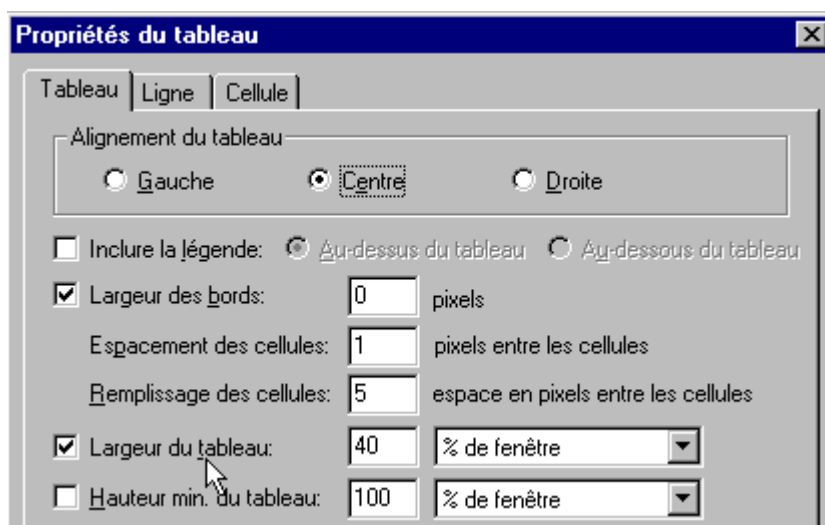 Propriétés du tableau
Tableau Ligne Cellule
Alignement du tableau
Gauche Centre Droite
Inclure la légende: Au-dessus du tableau Au-dessous du tableau
Largeur des bords: 0 pixels
Espacement des cellules: 1 pixels entre les cellules
Remplissage des cellules: 5 espace en pixels entre les cellules
Largeur du tableau: 40 % de fenêtre
Hauteur min. du tableau: 100 % de fenêtre